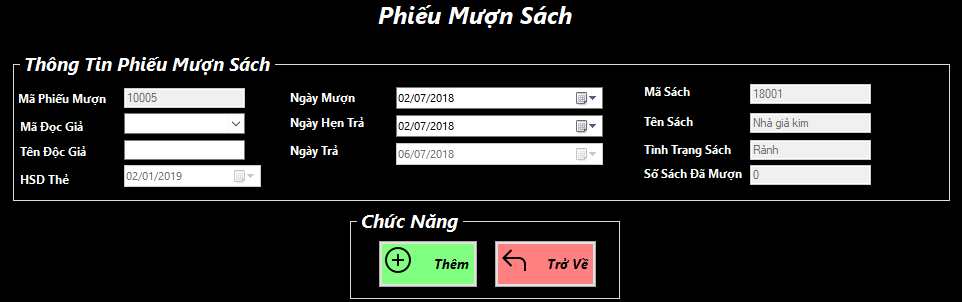 Phiếu Mượn Sách
Thông Tin Phiếu Mượn Sách
Mã Phiếu Mượn 10005
Mã Đọc Giả
Tên Độc Giả
HSD Thẻ 02/01/2019
Ngày Mượn 02/07/2018
Ngày Hẹn Trả 02/07/2018
Ngày Trả 06/07/2018
Mã Sách 18001
Tên Sách Nhà giả kim
Tình Trạng Sách Rảnh
Số Sách Đã Mượn 0
Chức Năng
Thêm
Trở Về